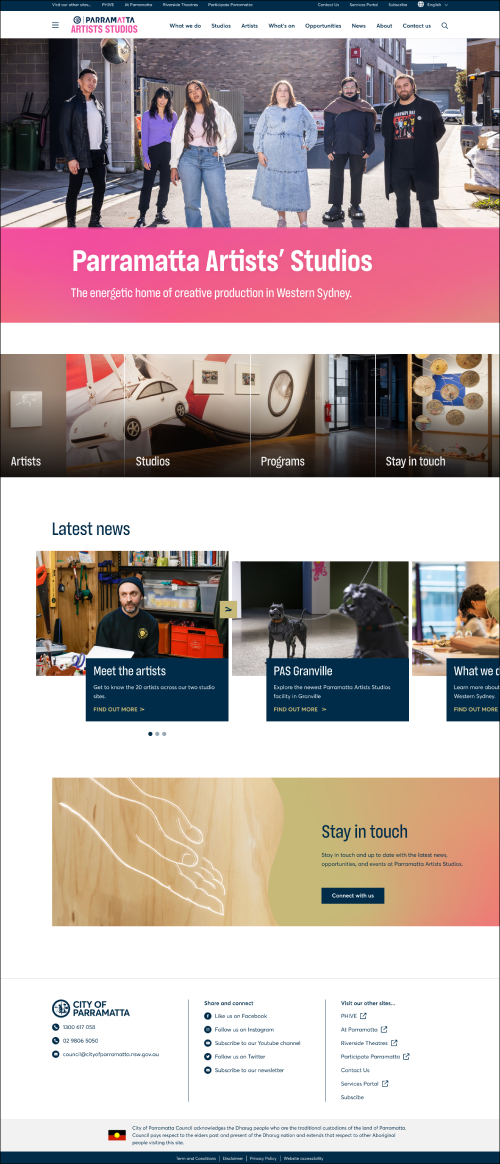 Visit our other sites...
PHIVE
At Parramatta
Riverside Theatres
Participate Parramatta
Contact Us
Services Portal
Subscribe
English
PARRAMATTA
ARTISTS STUDIOS
What we do
Studios
Artists
What's on
Opportunities
News
About
Contact us
Parramatta Artists' Studios
The energetic home of creative production in Western Sydney.
Artists
Studios
Programs
Stay in touch
Latest news
Meet the artists
Get to know the 20 artists across our two studio
sites.
FIND OUT MORE >
PAS Granville
Explore the newest Parramatta Artists Studios
facility in Granville
FIND OUT MORE >
What we d
Learn more about
Western Sydney.
FIND OUT MORE
Stay in touch
Stay in touch and up to date with the latest news,
opportunities, and events at Parramatta Artists Studios.
Connect with us
CITY OF
PARRAMATTA
1300 617 058
02 9806 5050
council@cityofparramatta.nsw.gov.au
Share and connect
Like us on Facebook
Follow us on Instagram
Subscribe to our Youtube channel
Follow us on Twitter
Subscribe to our newsletter
Visit our other sites...
PHIVE
At Parramatta
Riverside Theatres
Participate Parramatta
Contact Us
Services Portal
Subscibe
City of Parramatta Council acknowledges the Dharug people who are the traditional custodians of the land of Parramatta.
Council pays respect to the elders past and present of the Dharug nation and extends that respect to other Aboriginal
people visiting this site.
Terms and Conditions | Disclaimer | Privacy Policy | Website accessibility